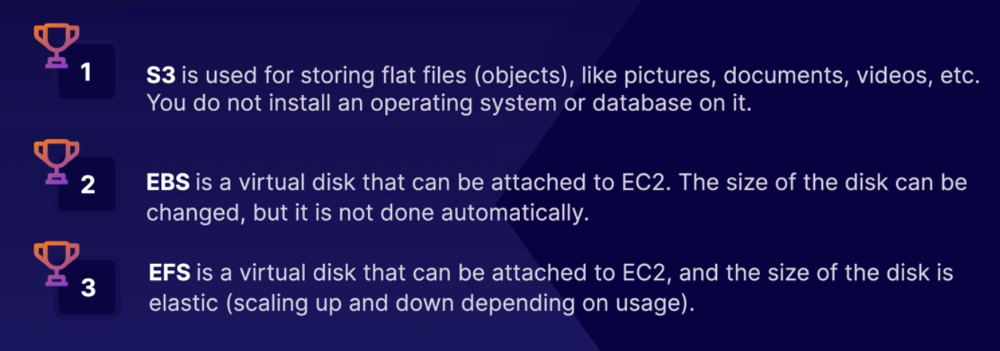 1
S3 is used for storing flat files (objects), like pictures, documents, videos, etc.
You do not install an operating system or database on it.
2
EBS is a virtual disk that can be attached to EC2. The size of the disk can be
changed, but it is not done automatically.
3
EFS is a virtual disk that can be attached to EC2, and the size of the disk is
elastic (scaling up and down depending on usage).